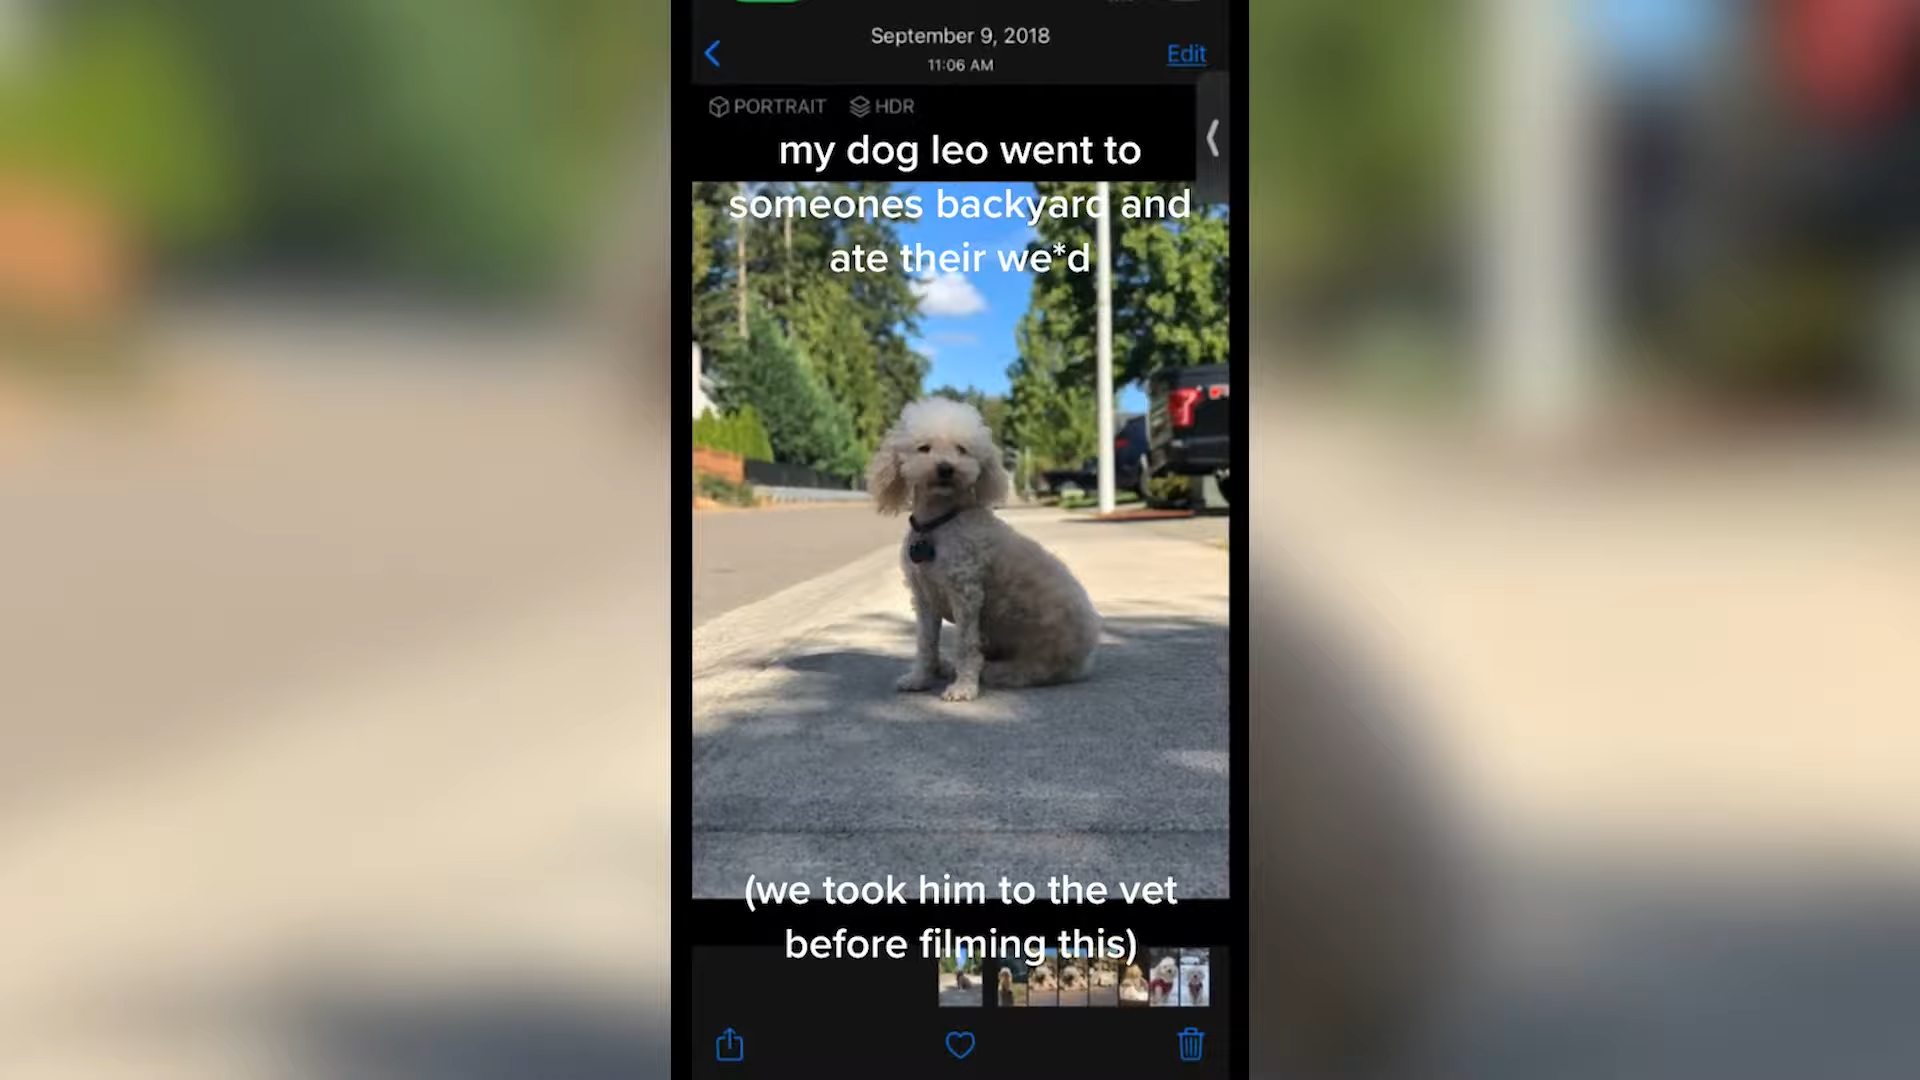 September 9, 2018
11:06 AM
Edit
PORTRAIT HDR
my dog leo went to
someones backyard and
ate their we*d
(we took him to the vet
before filming this)